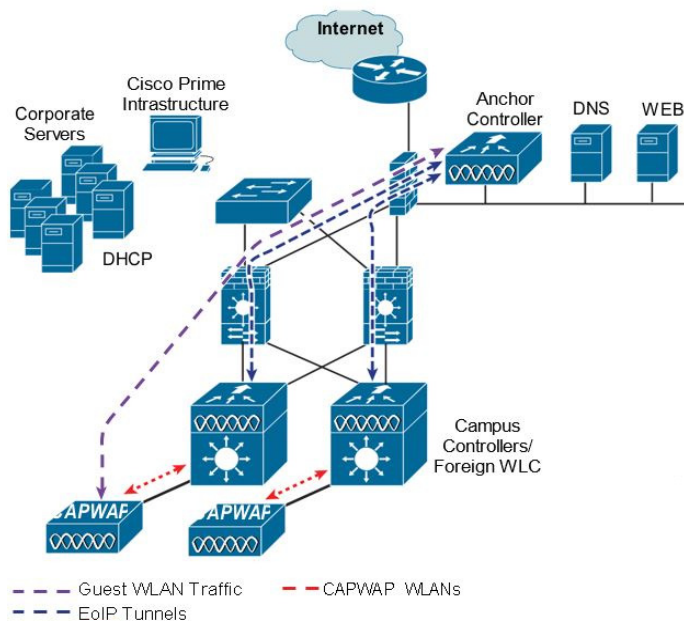 Internet
Cisco Prime
Intrastructure
Corporate
Servers
Anchor
Controller
DNS
WEB
DHCP
Campus
Controllers/
Foreign WLC
CAPWAP
CAPWAP
Guest WLAN Traffic
CAPWAP WLANs
EoIP Tunnels